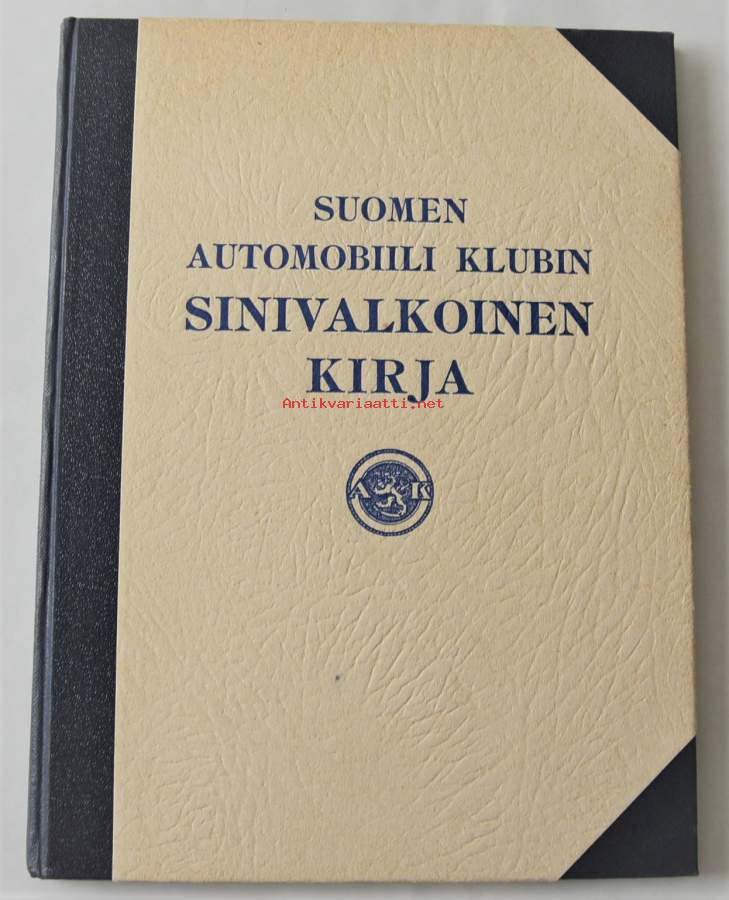 SUOMEN
AUTOMOBIILI KLUBIN
SINIVALKOINEN
KIRJA
Antikvariaatti.net
A K